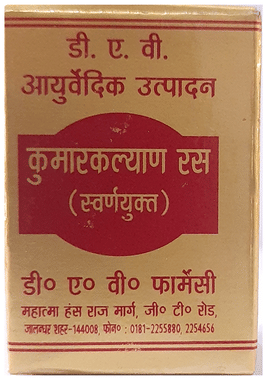 डी. ए. वी.
आयुर्वेदिक उत्पादन
कुमारकल्याण रस
(स्वर्णयुक्त)
डी० ए० वी० फार्मेसी
महात्मा हंस राज मार्ग, जी० टी० रोड,
जालन्धर शहर-144008, फोन० : 0181-2255880, 2254656